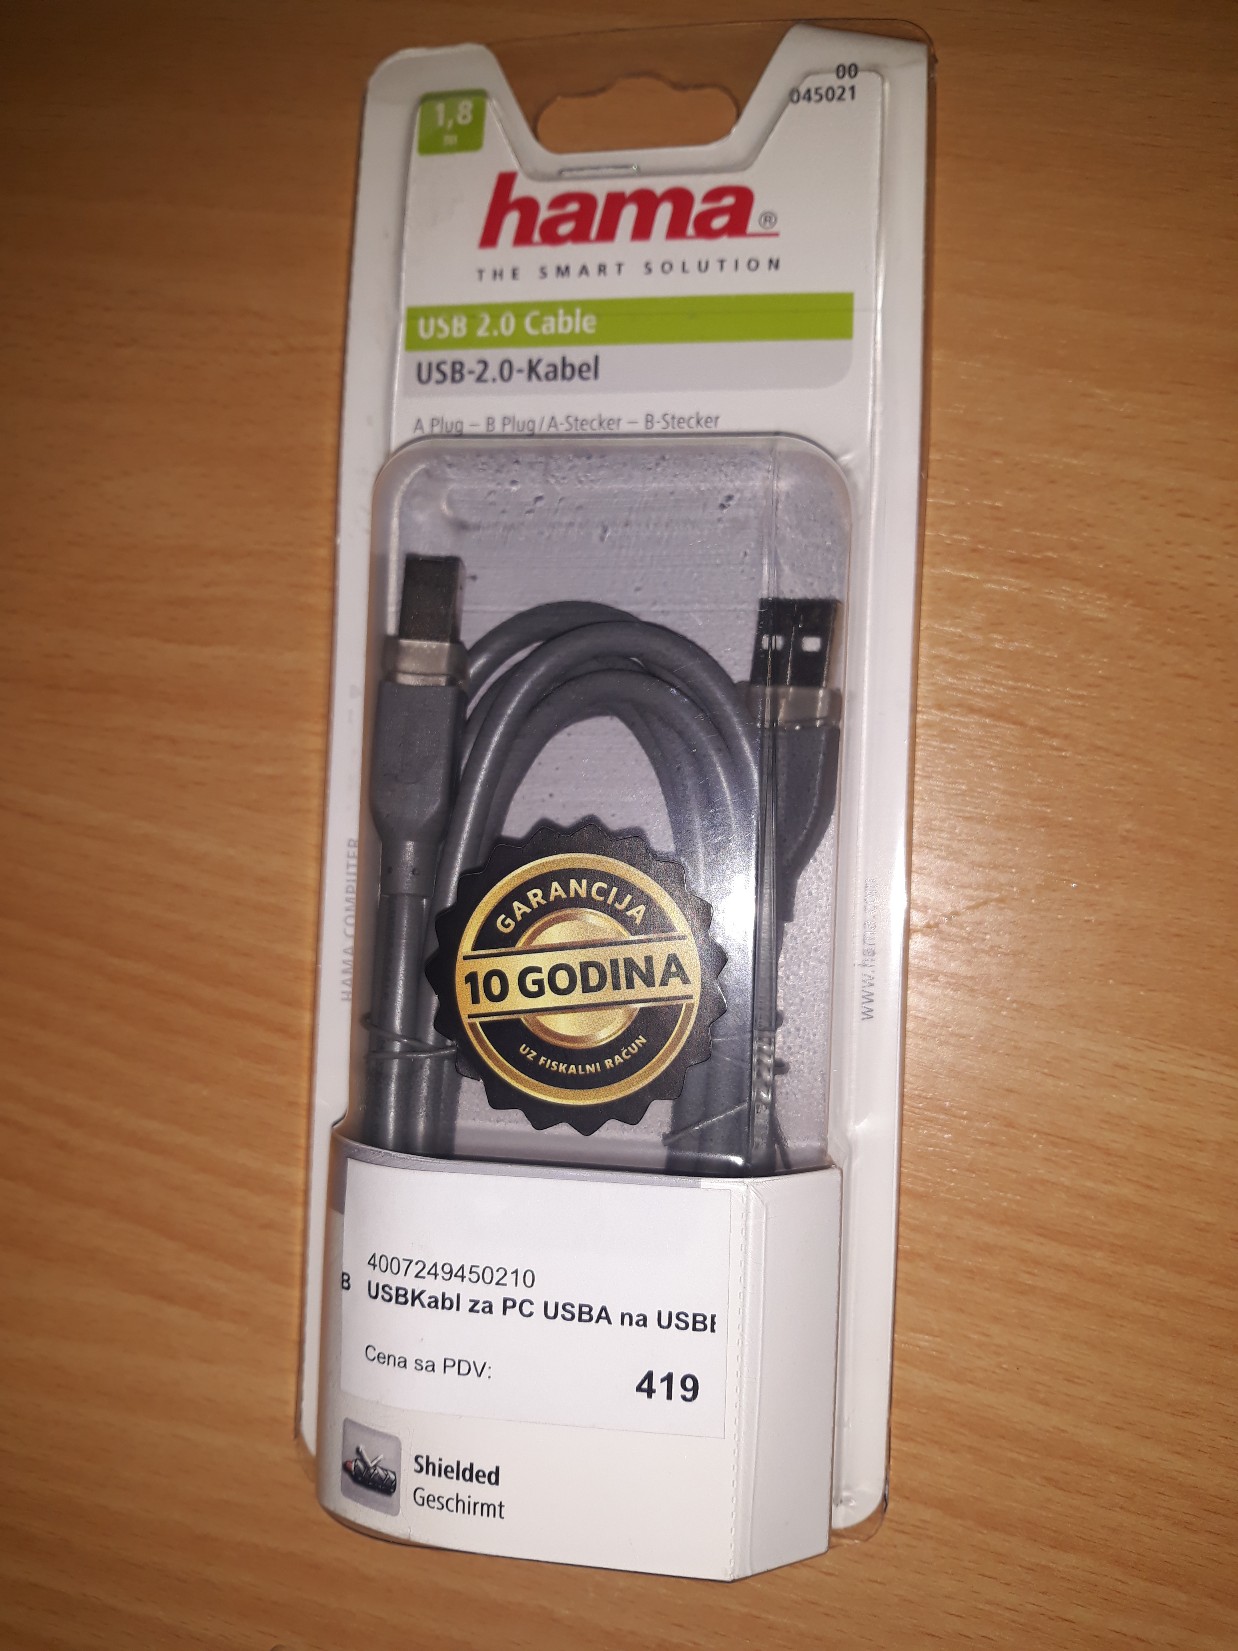 00
045021
1,8
m
hama®
THE SMART SOLUTION
USB 2.0 Cable
USB-2.0-Kabel
A Plug – B Plug/A-Stecker – B-Stecker
HAMA COMPUTER
www.hama.com
GARANCIJA
10 GODINA
UZ FISKALNI RAČUN
4007249450210
B USBKabl za PC USBA na USB
Cena sa PDV:
419
Shielded
Geschirmt